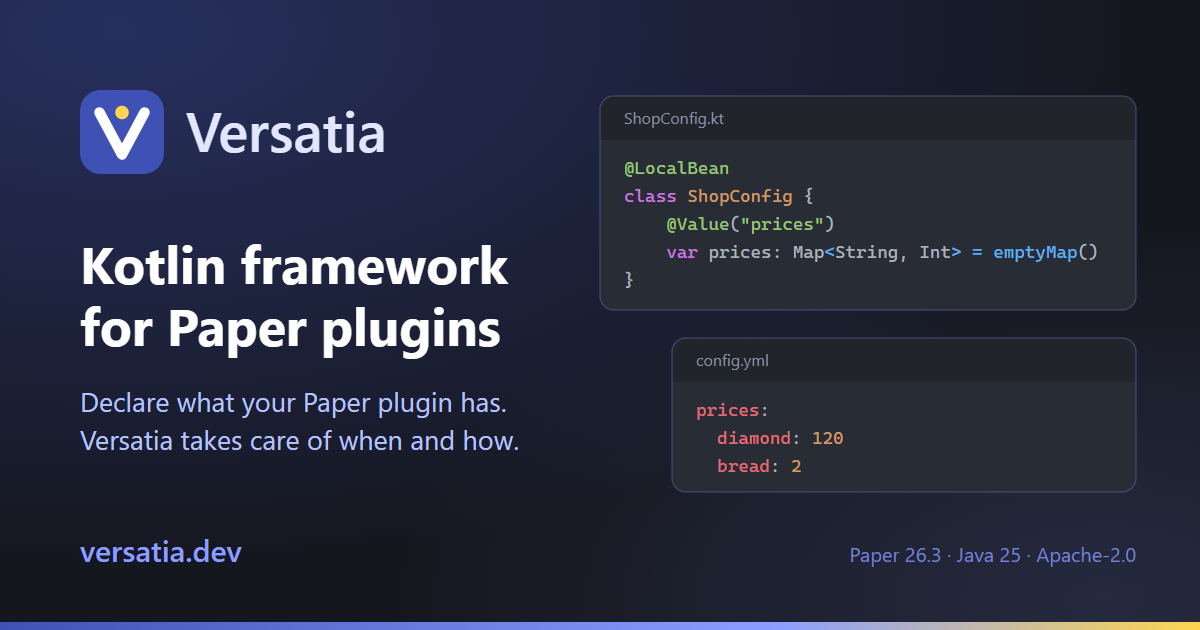 Versatia
Kotlin framework
for Paper plugins
Declare what your Paper plugin has.
Versatia takes care of when and how.
versatia.dev
ShopConfig.kt
@LocalBean
class ShopConfig {
    @Value("prices")
    var prices: Map<String, Int> = emptyMap()
}
config.yml
prices:
  diamond: 120
  bread: 2
Paper 26.3 · Java 25 · Apache-2.0